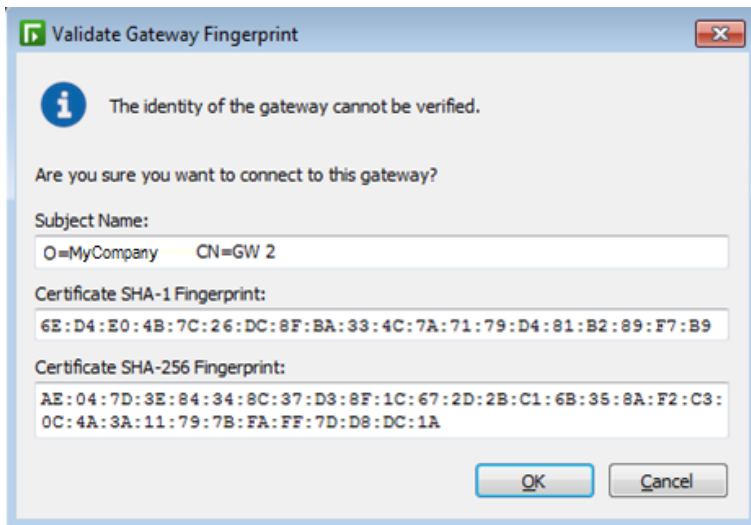 Validate Gateway Fingerprint
The identity of the gateway cannot be verified.
Are you sure you want to connect to this gateway?
Subject Name:
O=MyCompany CN=GW 2
Certificate SHA-1 Fingerprint:
6E:D4:E0:4B:7C:26:DC:8F:BA:33:4C:7A:71:79:D4:81:B2:89:F7:B9
Certificate SHA-256 Fingerprint:
AE:04:7D:3E:84:34:8C:37:D3:8F:1C:67:2D:2B:C1:6B:35:8A:F2:C3:
0C:4A:3A:11:79:7B:FA:FF:7D:D8:DC:1A
OK Cancel